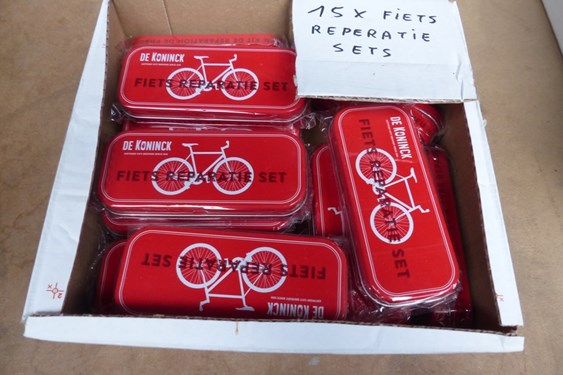 15x FIETS
REPERATIE
SETS
DE KONINCK
FIETS REPARATIE SET
DE KONINCK
FIETS REPARATIE SET
DE KONINCK
FIETS REPARATIE SET
DE KONINCK
FIETS REPARATIE SET